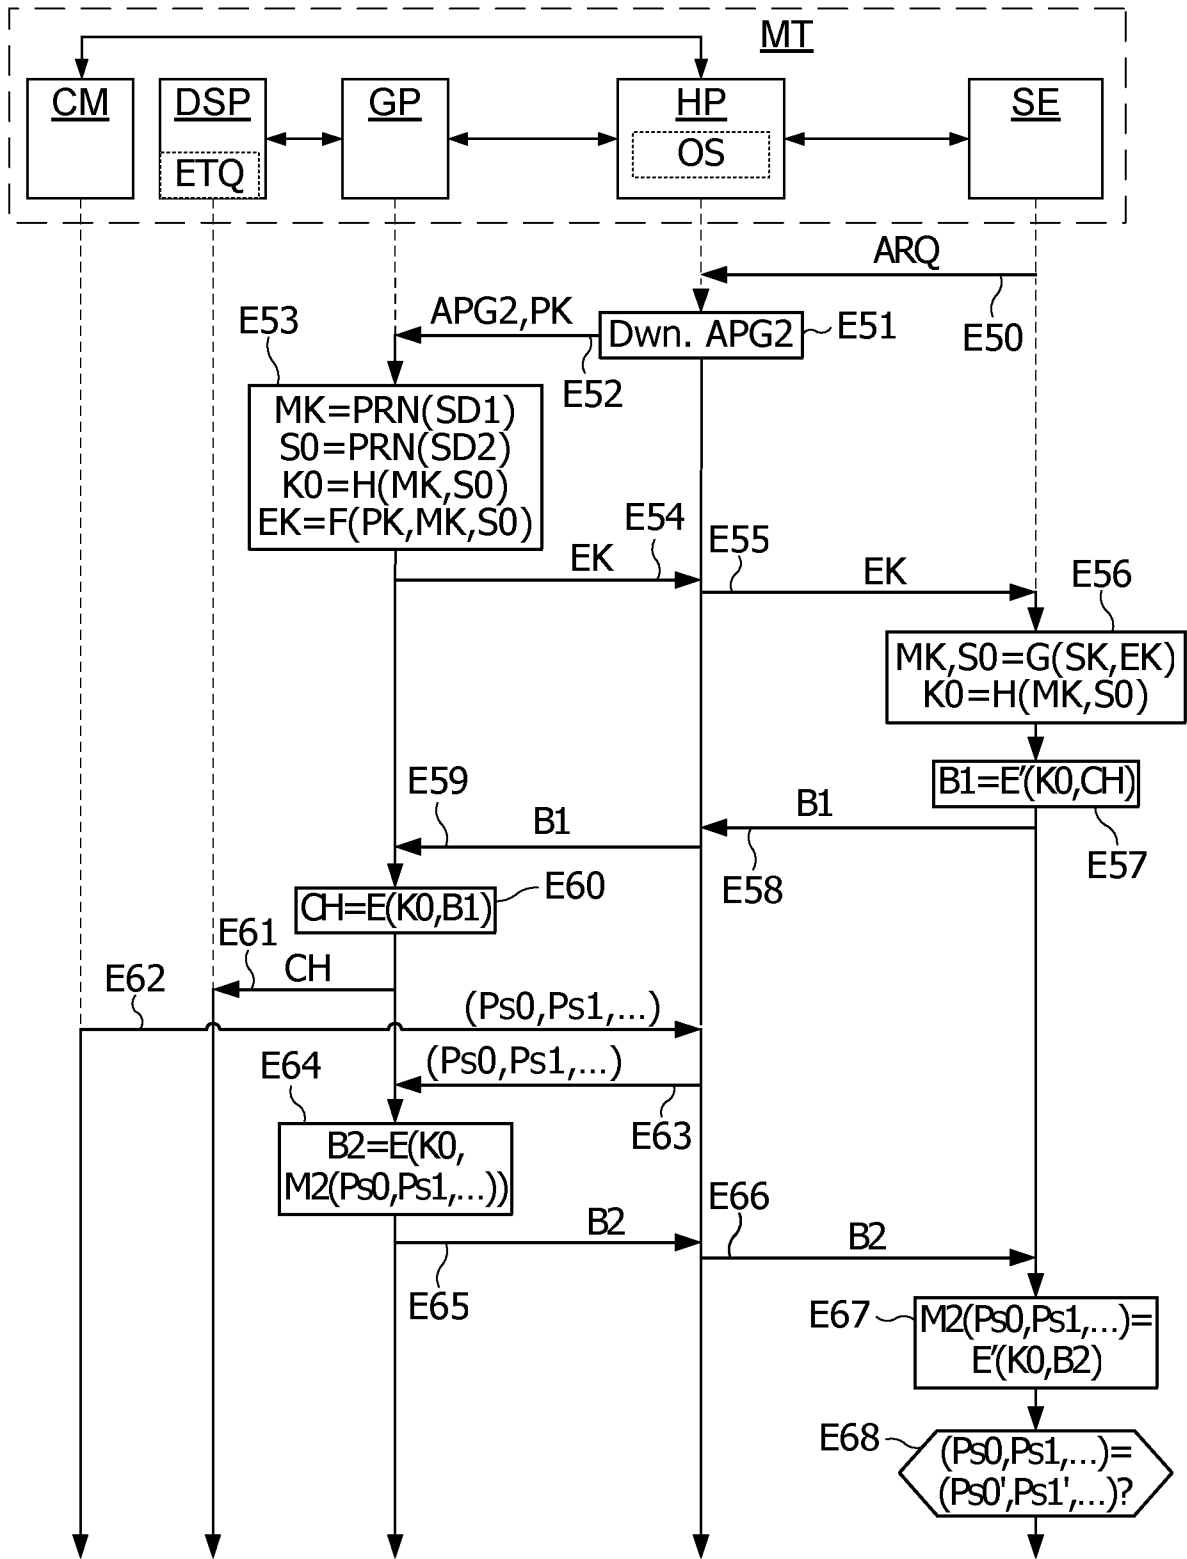 MT
CM
DSP
GP
HP
SE
ETQ
OS
ARQ
E50
APG2,PK
Dwn. APG2
E51
E52
E53
MK=PRN(SD1)
S0=PRN(SD2)
K0=H(MK,S0)
EK=F(PK,MK,S0)
EK
E54
E55
EK
E56
MK,S0=G(SK,EK)
K0=H(MK,S0)
B1=E'(K0,CH)
E57
B1
E58
E59
B1
CH=E(K0,B1)
E60
E61
CH
E62
(Ps0,Ps1,...)
(Ps0,Ps1,...)
E63
E64
B2=E(K0,
M2(Ps0,Ps1,...))
B2
E65
E66
B2
E67
M2(Ps0,Ps1,...)=
E'(K0,B2)
E68
(Ps0,Ps1,...)=
(Ps0',Ps1',...)?